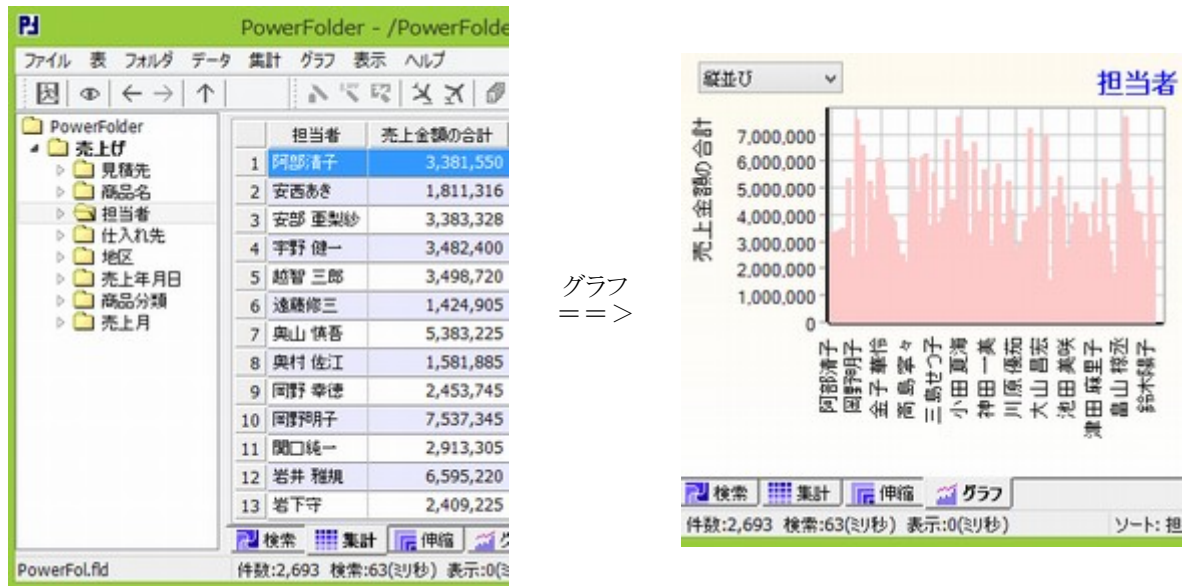 PowerFolder - /PowerFolde
ファイル 表 フォルダ データ 集計 グラフ 表示 ヘルプ
PowerFolder
売上げ
見積先
商品名
担当者
仕入れ先
地区
売上年月日
商品分類
売上月
担当者 売上金額の合計
1 阿部清子 3,381,550
2 安西あき 1,811,316
3 安部 亜梨紗 3,383,328
4 宇野 健一 3,482,400
5 越智 三郎 3,498,720
6 遠藤修三 1,424,905
7 奥山 慎吾 5,383,225
8 奥村 佐江 1,581,885
9 岡野 幸徳 2,453,745
10 岡野明子 7,537,345
11 関口純一 2,913,305
12 岩井 雅規 6,595,220
13 岩下守 2,409,225
検索 集計 伸縮
PowerFol.fld 件数:2,693 検索:63(ミリ秒) 表示:0(ミ
グラフ
==>
縦並び
担当者
売上金額の合計
7,000,000
6,000,000
5,000,000
4,000,000
3,000,000
2,000,000
1,000,000
0
阿部清子
岡野明子
金子 華怜
高島 寧々
三島せつ子
小田 夏海
神田 一美
川原 優茄
大山 昌宏
池田 美咲
津田 麻里子
畠山 椋丞
鈴木陽子
検索 集計 伸縮 グラフ
件数:2,693 検索:63(ミリ秒) 表示:0(ミリ秒) ソート: 担